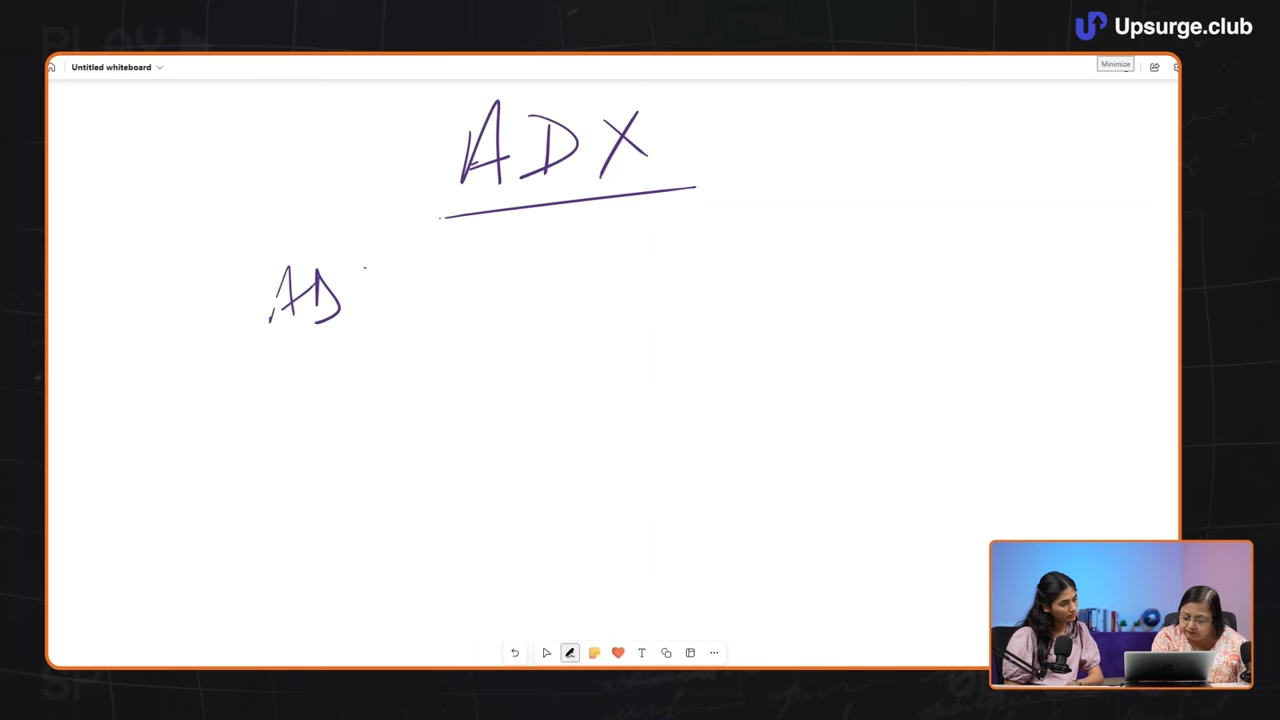 Upsurge.club
Untitled whiteboard
Minimize
ADX
AD
T